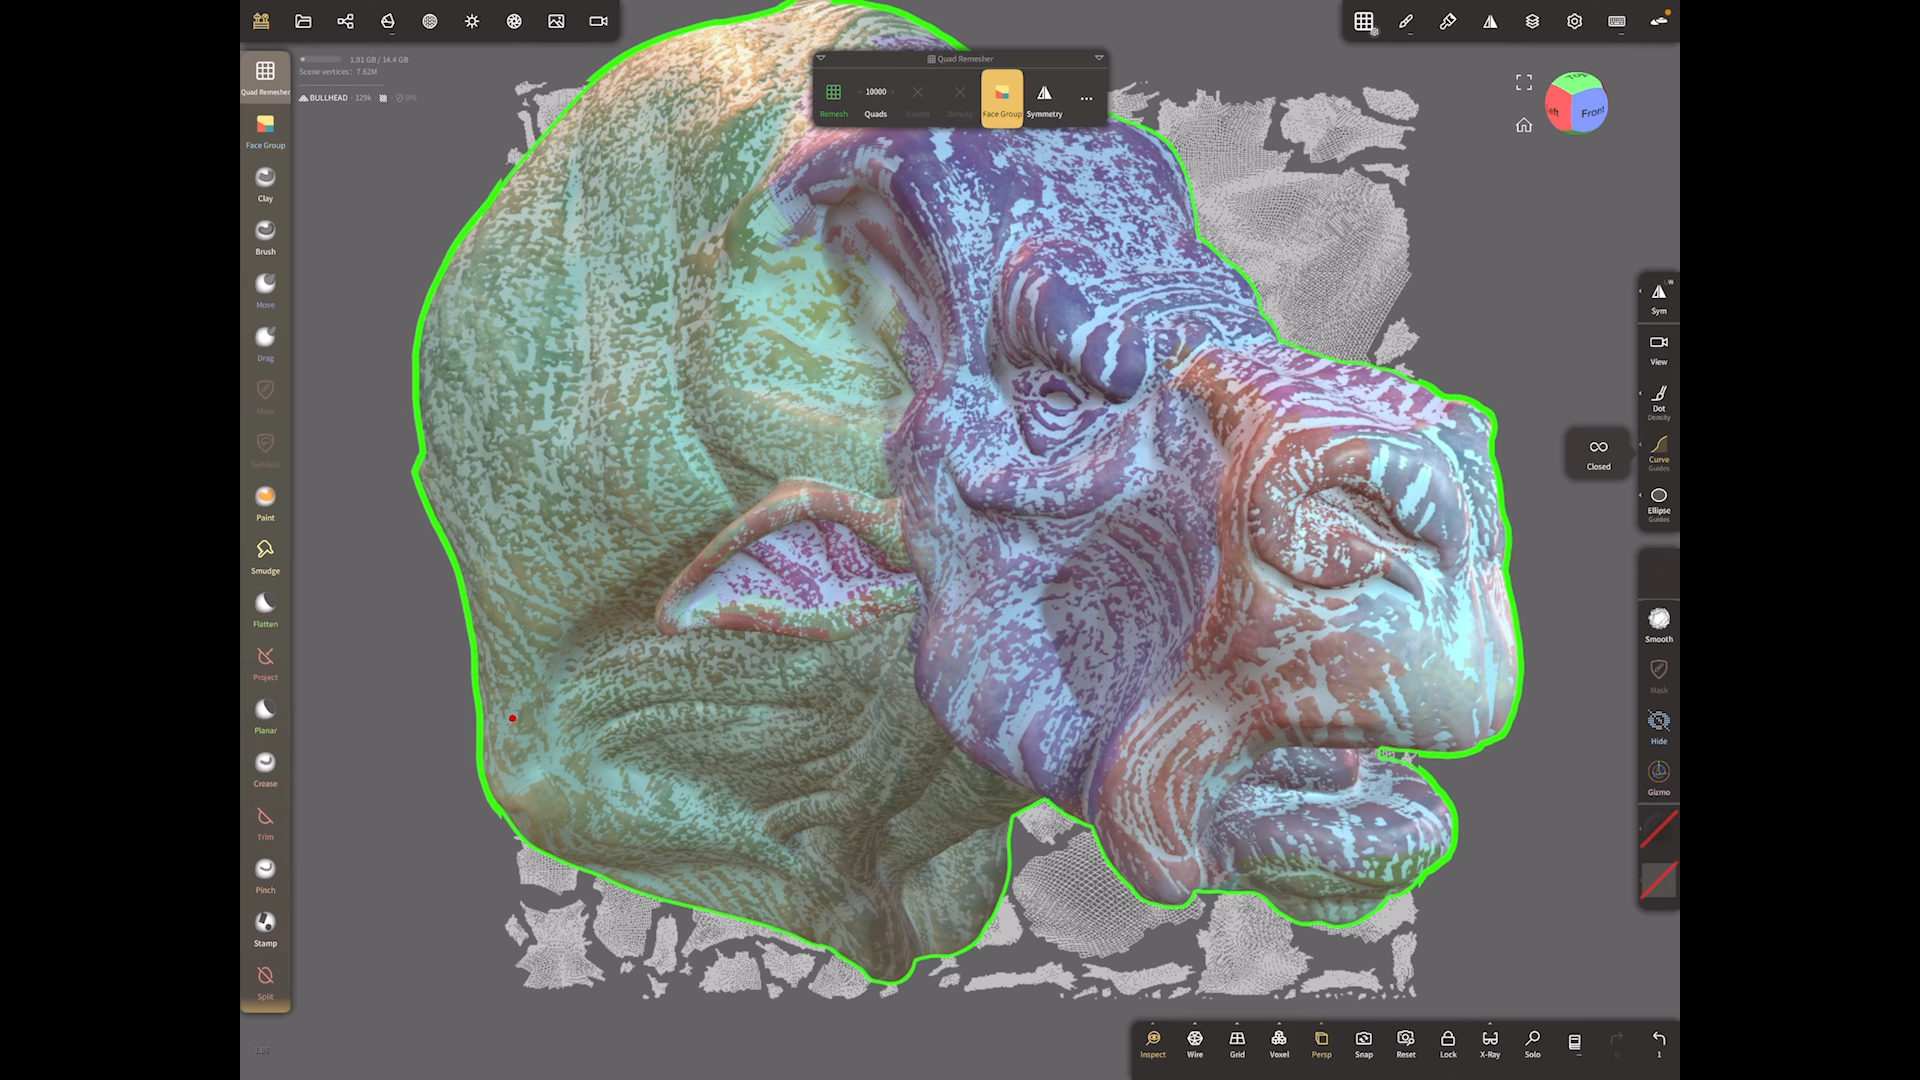 1.91 GB / 14.4 GB
Scene vertices: 7.62M
BULLHEAD · 129k · 0%
Quad Remesher
Face Group
Clay
Brush
Move
Drag
Mask
SelMask
Paint
Smudge
Flatten
Project
Planar
Crease
Trim
Pinch
Stamp
Split
Quad Remesher
10000
Remesh
Quads
Guides
Density
Face Group
Symmetry
...
Top
Left
Front
W
Sym
View
Dot
Density
Closed
Curve
Guides
Ellipse
Guides
Smooth
Mask
Hide
Gizmo
Inspect
Wire
Grid
Voxel
Persp
Snap
Reset
Lock
X-Ray
Solo
...
0
1